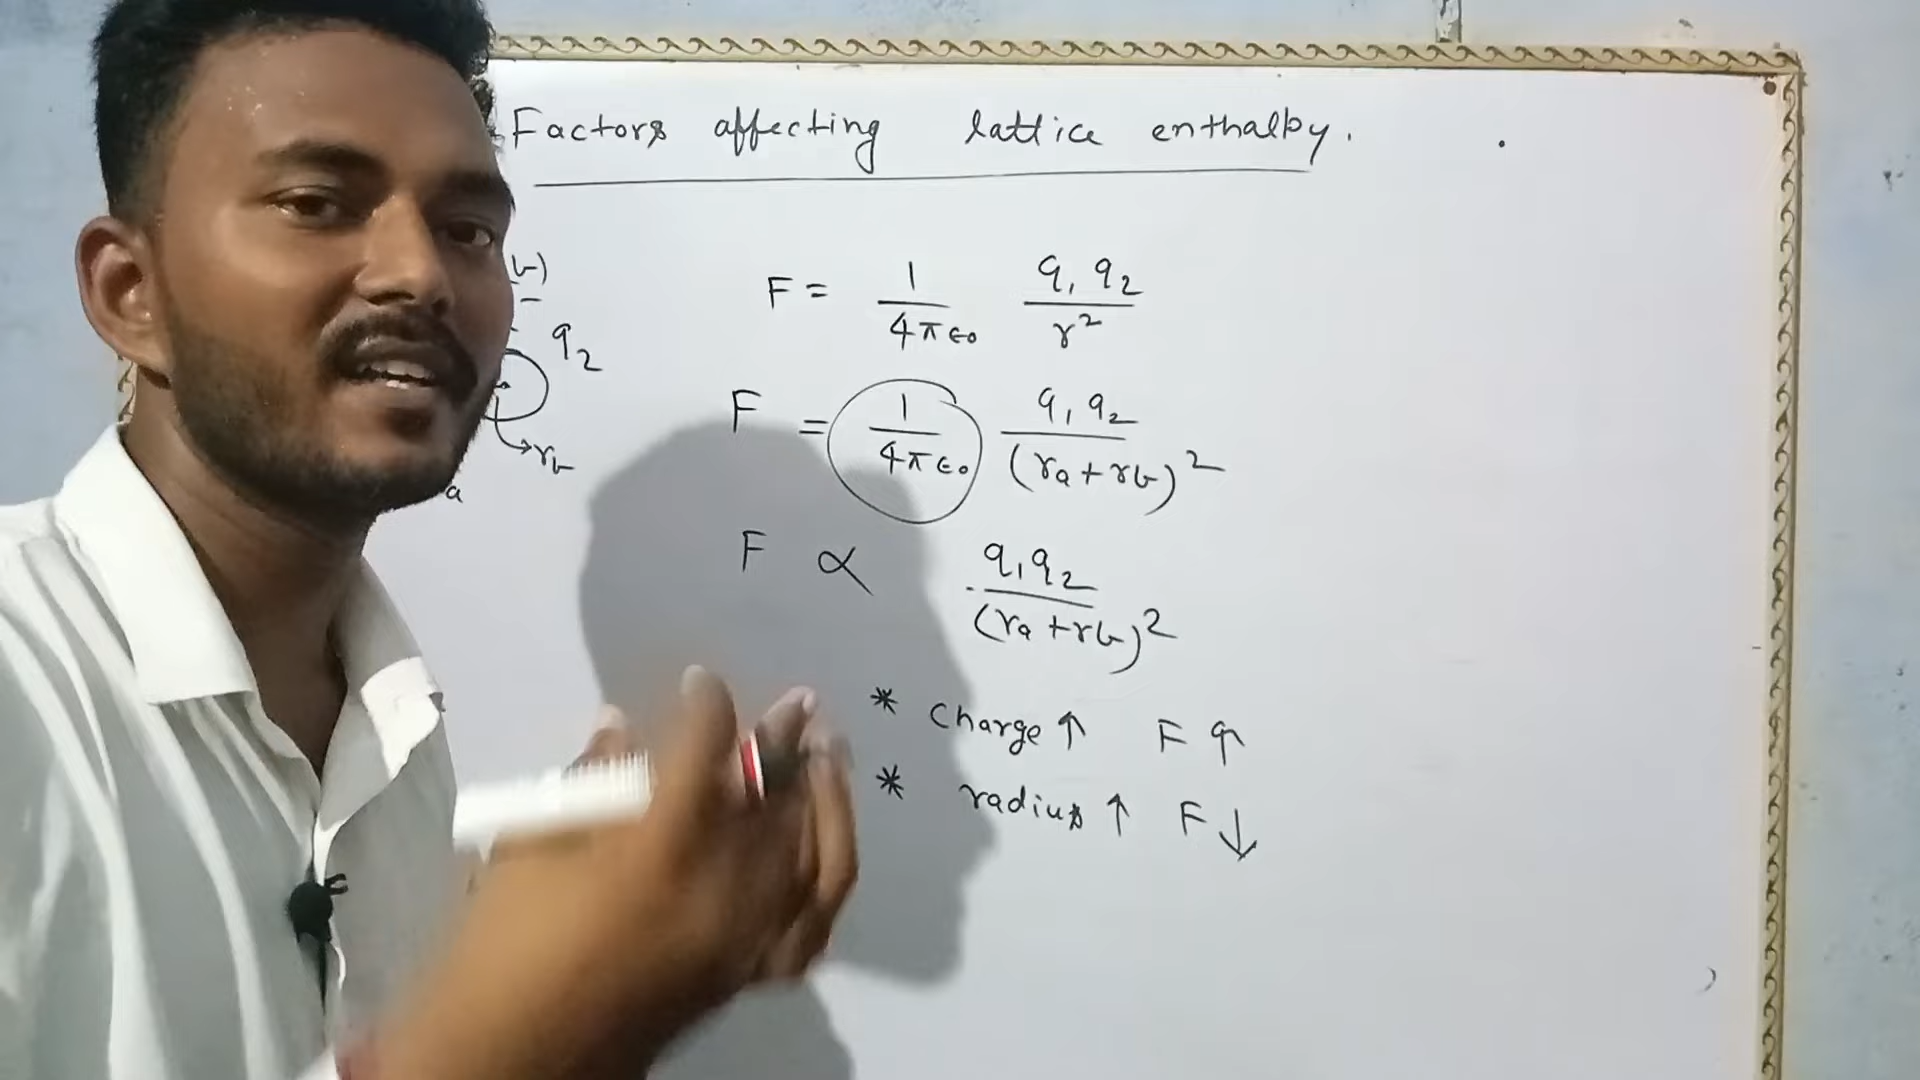 Factors affecting lattice enthalpy.
b)
–
q2
rb
a
F = 1/4πϵ0 q1 q2/r²
F = 1/4πϵ0 q1 q2/(ra+rb)²
F ∝ q1q2/(ra+rb)²
* Charge ↑ F ↑
* radius ↑ F ↓